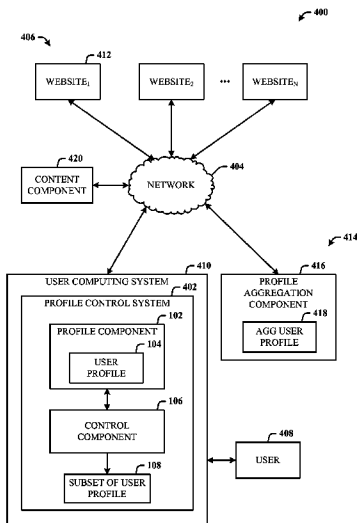 400
406
412
WEBSITE1
WEBSITE2
...
WEBSITEN
420
CONTENT COMPONENT
404
NETWORK
414
410
USER COMPUTING SYSTEM
402
PROFILE CONTROL SYSTEM
102
PROFILE COMPONENT
104
USER PROFILE
106
CONTROL COMPONENT
108
SUBSET OF USER PROFILE
416
PROFILE AGGREGATION COMPONENT
418
AGG USER PROFILE
408
USER